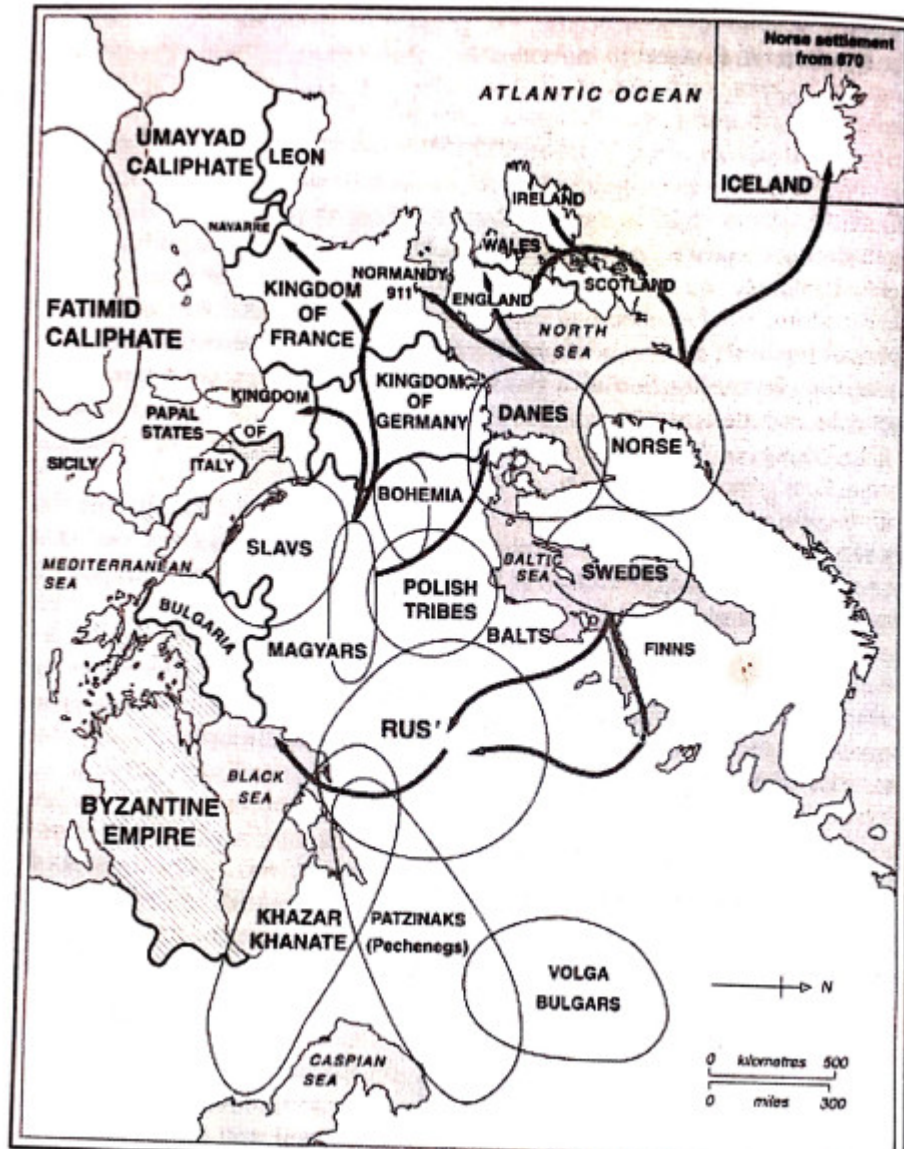 Norse settlement
from 870
ATLANTIC OCEAN
UMAYYAD
CALIPHATE
LEON
ICELAND
IRELAND
NAVARRE
WALES
NORMANDY
911
SCOTLAND
ENGLAND
KINGDOM
OF
FRANCE
FATIMID
CALIPHATE
NORTH
SEA
KINGDOM
OF
GERMANY
KINGDOM
OF
ITALY
DANES
NORSE
PAPAL
STATES
SICILY
BOHEMIA
SLAVS
MEDITERRANEAN
SEA
BALTIC
SEA
SWEDES
POLISH
TRIBES
BULGARIA
MAGYARS
BALTS
FINNS
RUS'
BLACK
SEA
BYZANTINE
EMPIRE
KHAZAR
KHANATE
PATZINAKS
(Pechenegs)
VOLGA
BULGARS
N
CASPIAN
SEA
0 kilometres 500
0 miles 300